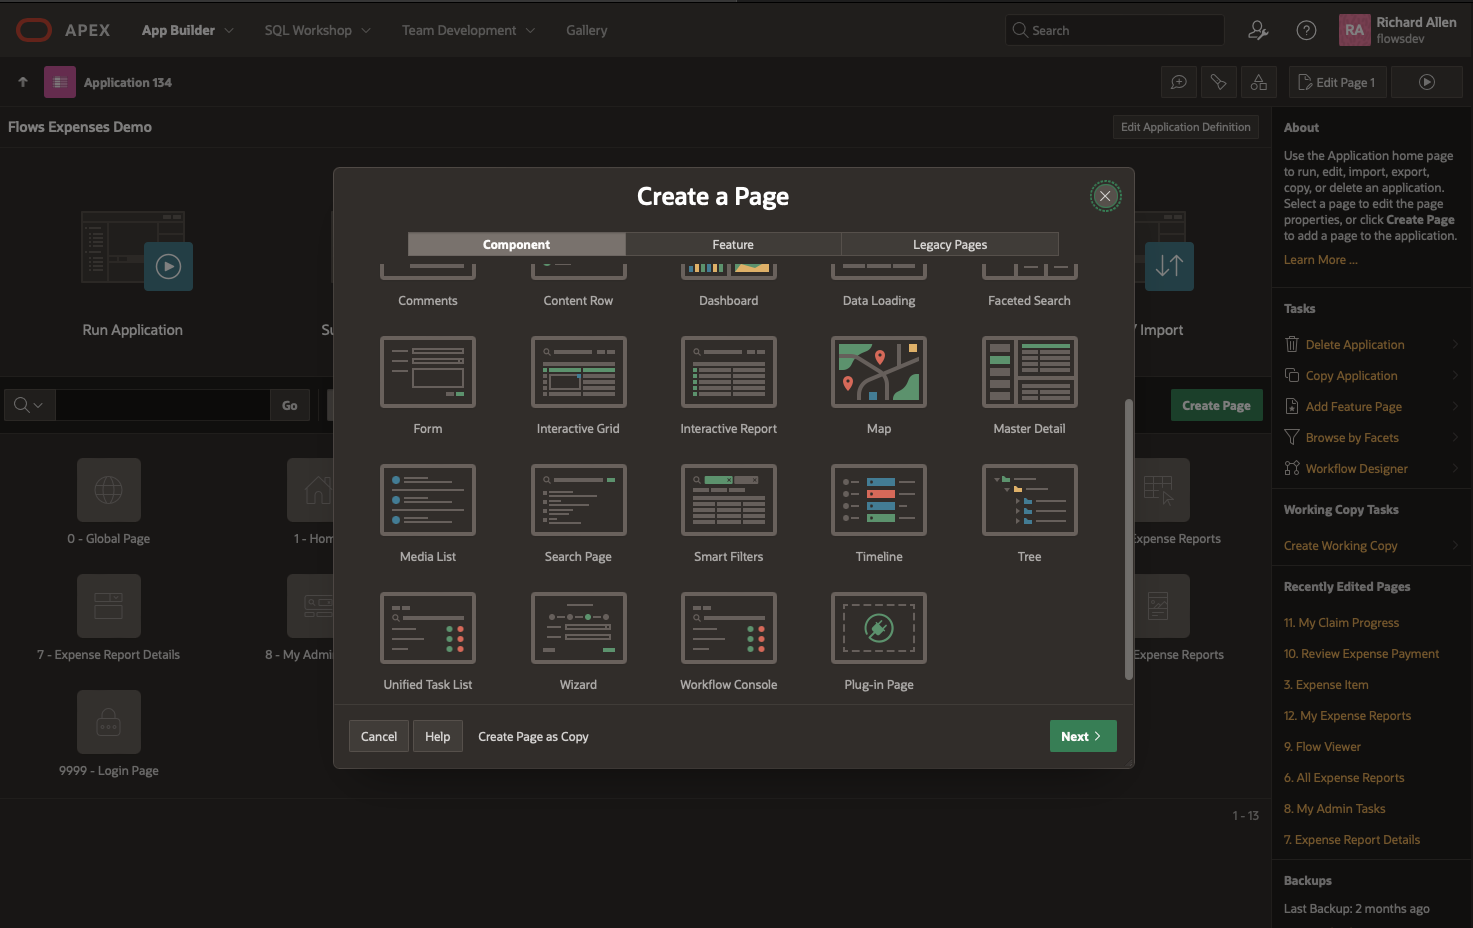 APEX
App Builder
SQL Workshop
Team Development
Gallery
Search
RA
Richard Allen
flowsdev
Application 134
Edit Page 1
Flows Expenses Demo
Edit Application Definition
Run Application
Import
Go
Create Page
0 - Global Page
1 - Hom
Expense Reports
7 - Expense Report Details
8 - My Admi
Expense Reports
9999 - Login Page
1 - 13
Create a Page
Component
Feature
Legacy Pages
Comments
Content Row
Dashboard
Data Loading
Faceted Search
Form
Interactive Grid
Interactive Report
Map
Master Detail
Media List
Search Page
Smart Filters
Timeline
Tree
Unified Task List
Wizard
Workflow Console
Plug-in Page
Cancel
Help
Create Page as Copy
Next
About
Use the Application home page
to run, edit, import, export,
copy, or delete an application.
Select a page to edit the page
properties, or click Create Page
to add a page to the application.
Learn More ...
Tasks
Delete Application
Copy Application
Add Feature Page
Browse by Facets
Workflow Designer
Working Copy Tasks
Create Working Copy
Recently Edited Pages
11. My Claim Progress
10. Review Expense Payment
3. Expense Item
12. My Expense Reports
9. Flow Viewer
6. All Expense Reports
8. My Admin Tasks
7. Expense Report Details
Backups
Last Backup: 2 months ago